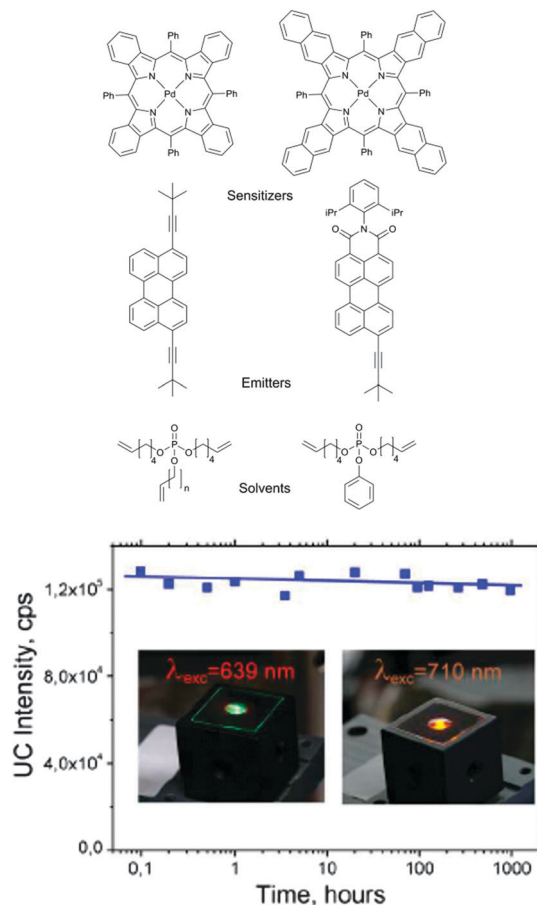 Ph Ph
N N N N
Ph Pd Ph Ph Pd Ph
N N N N
Ph Ph
Sensitizers
iPr iPr
O N O
Emitters
O O
O P O O P O
4 O 4 4 O 4
n
Solvents
UC Intensity, cps
1,2x10⁵
8,0x10⁴
4,0x10⁴
0,0
λexc=639 nm
λexc=710 nm
0,1 1 10 100 1000
Time, hours